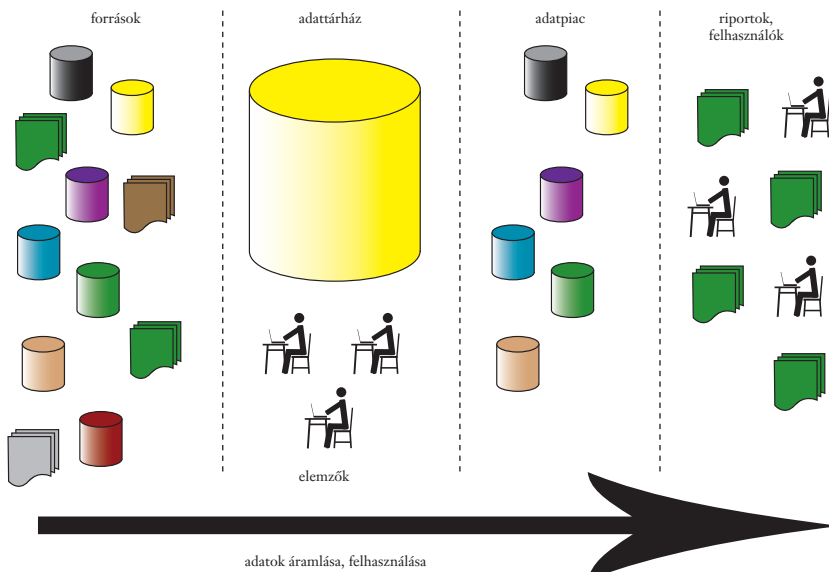 források
adattárház
adatpiac
riportok,
felhasználók
elemzők
adatok áramlása, felhasználása